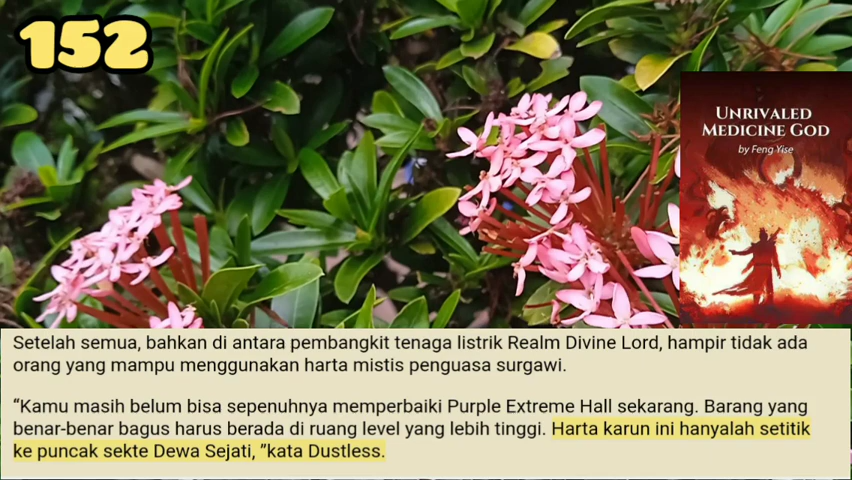 152
UNRIVALED
MEDICINE GOD
by Feng Yise
Setelah semua, bahkan di antara pembangkit tenaga listrik Realm Divine Lord, hampir tidak ada
orang yang mampu menggunakan harta mistis penguasa surgawi.
“Kamu masih belum bisa sepenuhnya memperbaiki Purple Extreme Hall sekarang. Barang yang
benar-benar bagus harus berada di ruang level yang lebih tinggi. Harta karun ini hanyalah setitik
ke puncak sekte Dewa Sejati, ”kata Dustless.